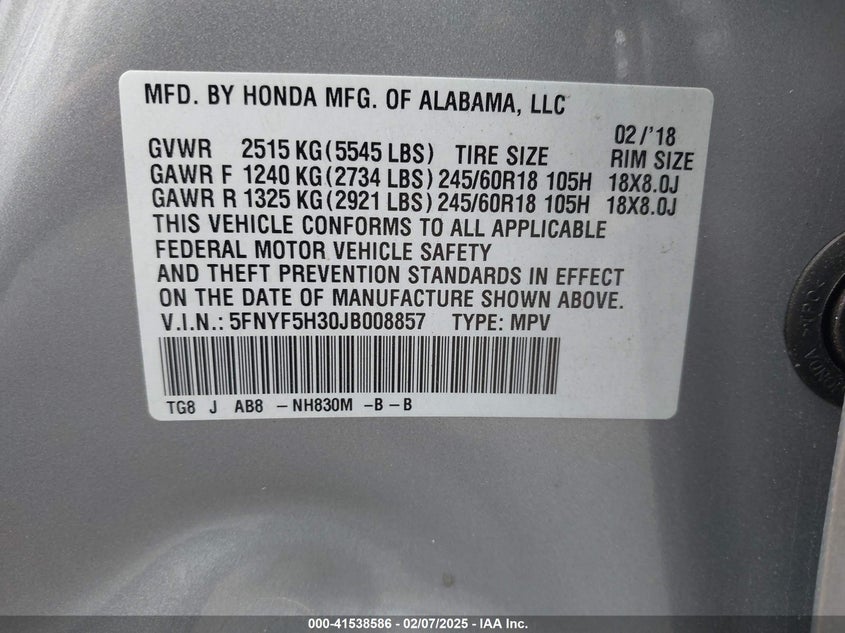 MFD. BY HONDA MFG. OF ALABAMA, LLC
02/'18
GVWR 2515 KG (5545 LBS) TIRE SIZE RIM SIZE
GAWR F 1240 KG (2734 LBS) 245/60R18 105H 18X8.0J
GAWR R 1325 KG (2921 LBS) 245/60R18 105H 18X8.0J
THIS VEHICLE CONFORMS TO ALL APPLICABLE
FEDERAL MOTOR VEHICLE SAFETY
AND THEFT PREVENTION STANDARDS IN EFFECT
ON THE DATE OF MANUFACTURE SHOWN ABOVE.
V.I.N.: 5FNYF5H30JB008857 TYPE: MPV
TG8 J AB8 - NH830M - B - B
000-41538586 - 02/07/2025 - IAA Inc.